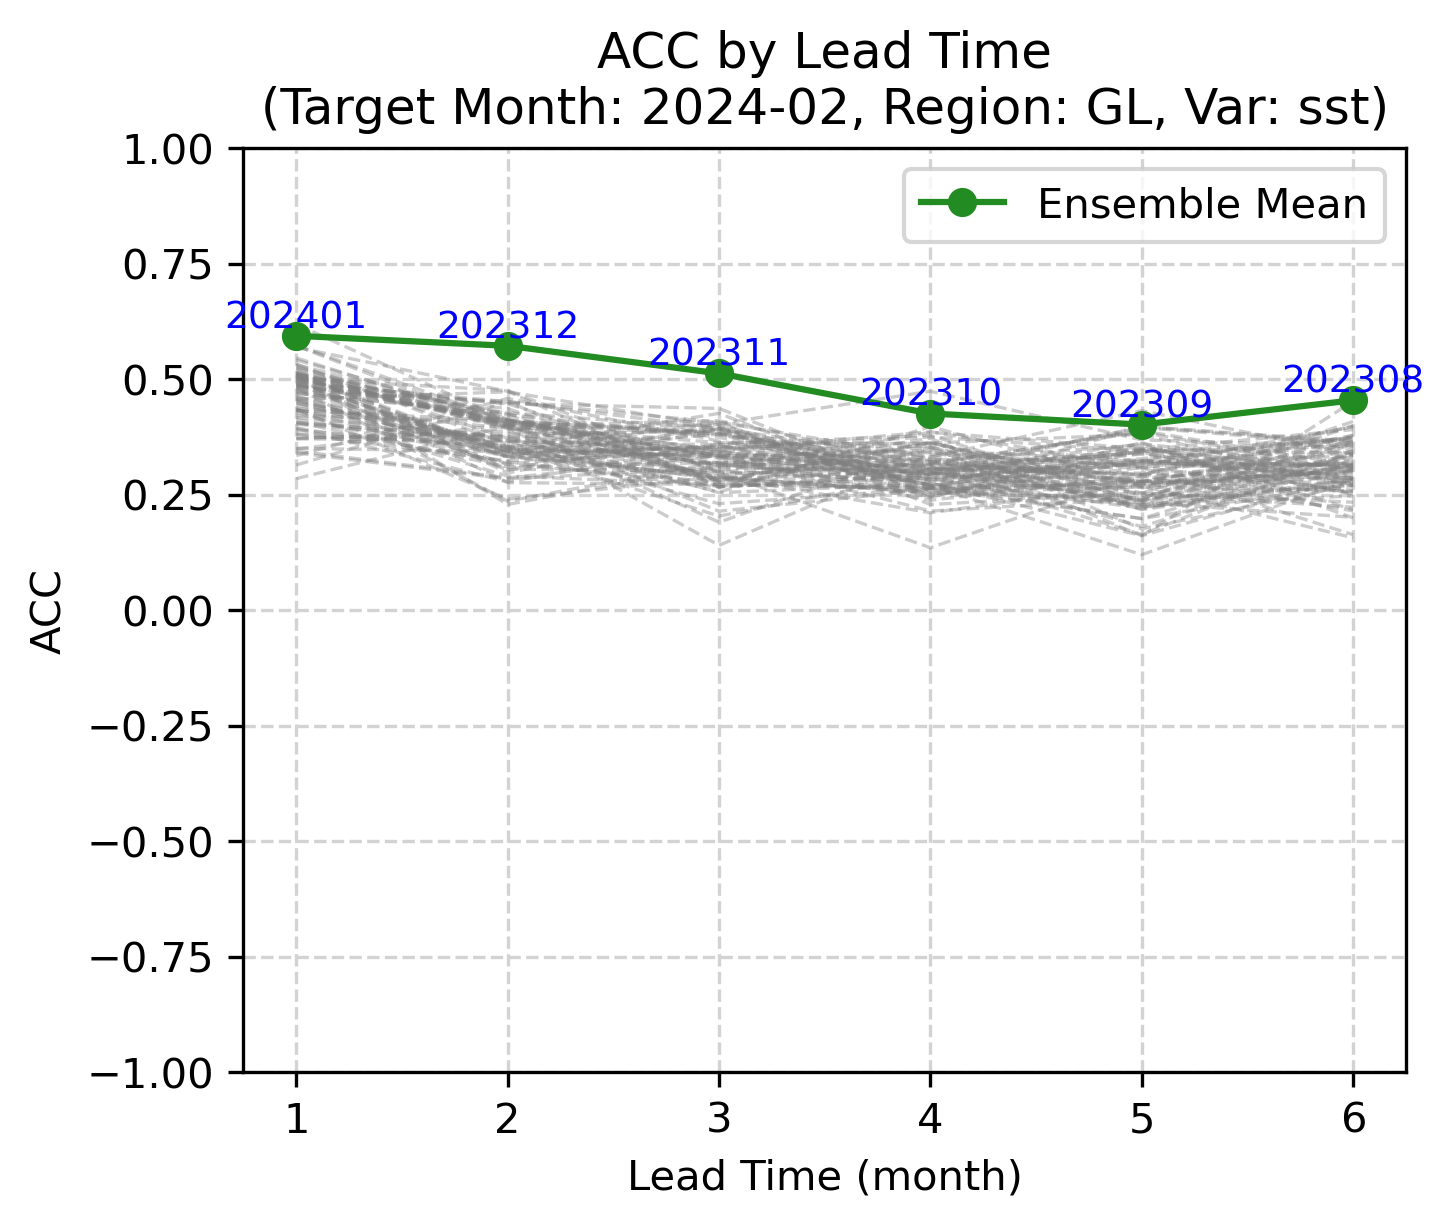 ACC by Lead Time
(Target Month: 2024-02, Region: GL, Var: sst)
Ensemble Mean
1.00
0.75
0.50
0.25
0.00
−0.25
−0.50
−0.75
−1.00
ACC
202401
202312
202311
202310
202309
202308
1 2 3 4 5 6
Lead Time (month)